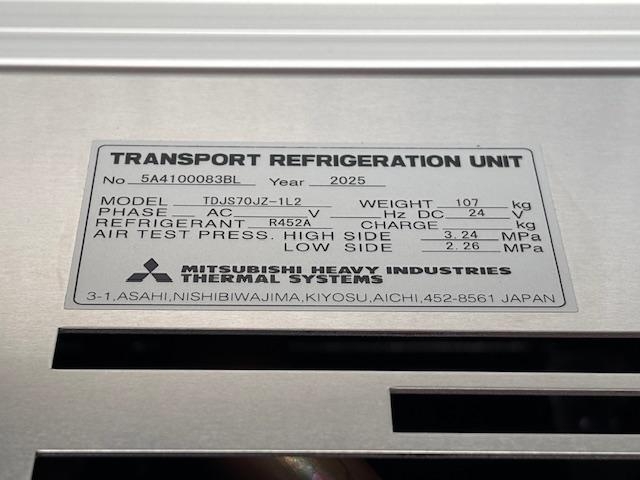 TRANSPORT REFRIGERATION UNIT
No 5A4100083BL Year 2025
MODEL TDJS70JZ-1L2 WEIGHT 107 kg
PHASE AC V Hz DC 24 V
REFRIGERANT R452A CHARGE kg
AIR TEST PRESS. HIGH SIDE 3.24 MPa
LOW SIDE 2.26 MPa
MITSUBISHI HEAVY INDUSTRIES
THERMAL SYSTEMS
3-1,ASAHI,NISHIBIWAJIMA,KIYOSU,AICHI,452-8561 JAPAN